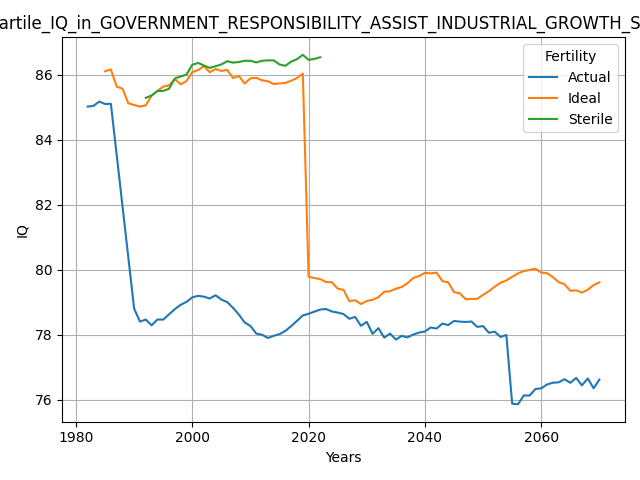 artile_IQ_in_GOVERNMENT_RESPONSIBILITY_ASSIST_INDUSTRIAL_GROWTH_S
Fertility
Actual
Ideal
Sterile
IQ
86
84
82
80
78
76
1980
2000
2020
2040
2060
Years